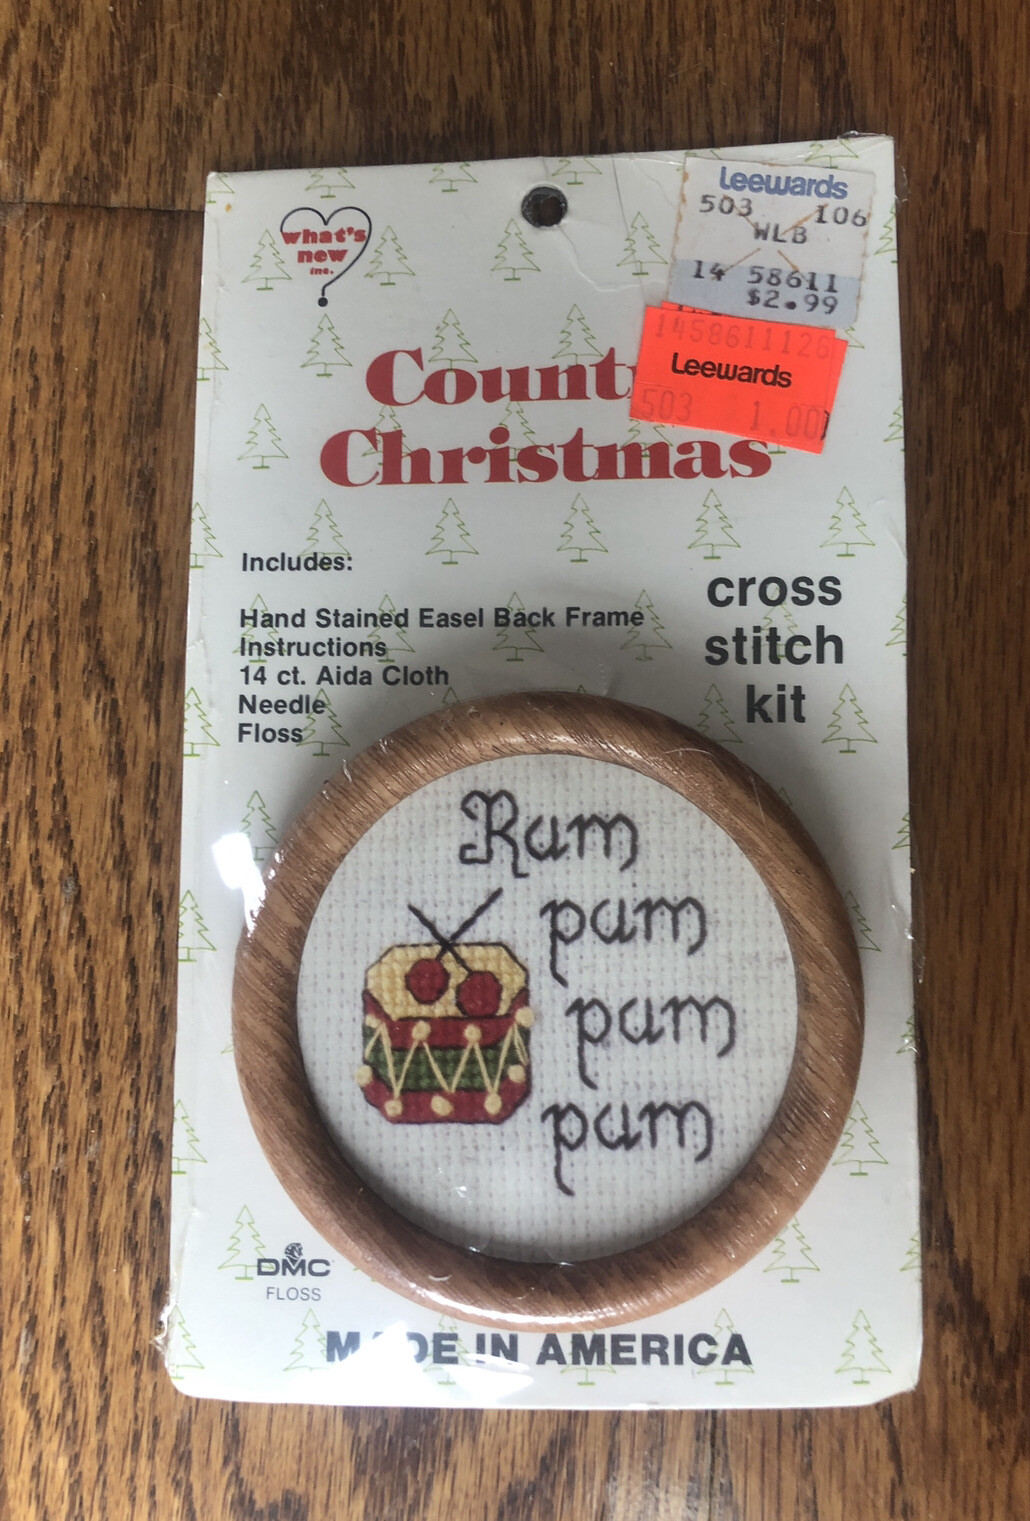 what's
new
inc.
Leewards
503 106
WLB
14 58611
$2.99
1458611126
Leewards
503 1.00
Count
Christmas
Includes:
Hand Stained Easel Back Frame
Instructions
14 ct. Aida Cloth
Needle
Floss
cross
stitch
kit
Rum
pum
pum
pum
DMC
FLOSS
MADE IN AMERICA